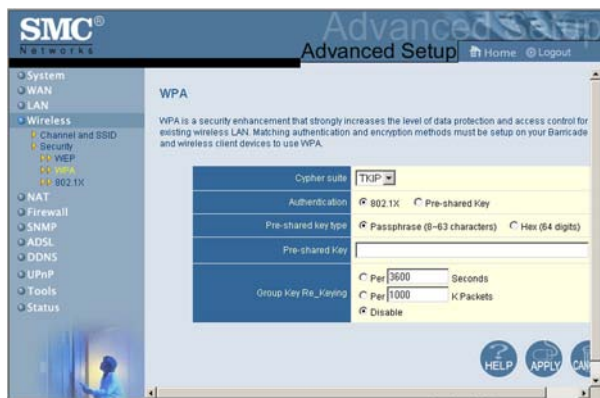 SMC®
Networks
Advanced Setup
Advanced Setup
Home
Logout
System
WAN
LAN
Wireless
Channel and SSID
Security
WEP
WPA
802.1X
NAT
Firewall
SNMP
ADSL
DDNS
UPnP
Tools
Status
WPA
WPA is a security enhancement that strongly increases the level of data protection and access control for
existing wireless LAN. Matching authentication and encryption methods must be setup on your Barricade
and wireless client devices to use WPA.
Cypher suite TKIP
Authentication 802.1X Pre-shared Key
Pre-shared key type Passphrase (8~63 characters) Hex (64 digits)
Pre-shared Key
Group Key Re_Keying
Per 3600 Seconds
Per 1000 K Packets
Disable
HELP APPLY CAN